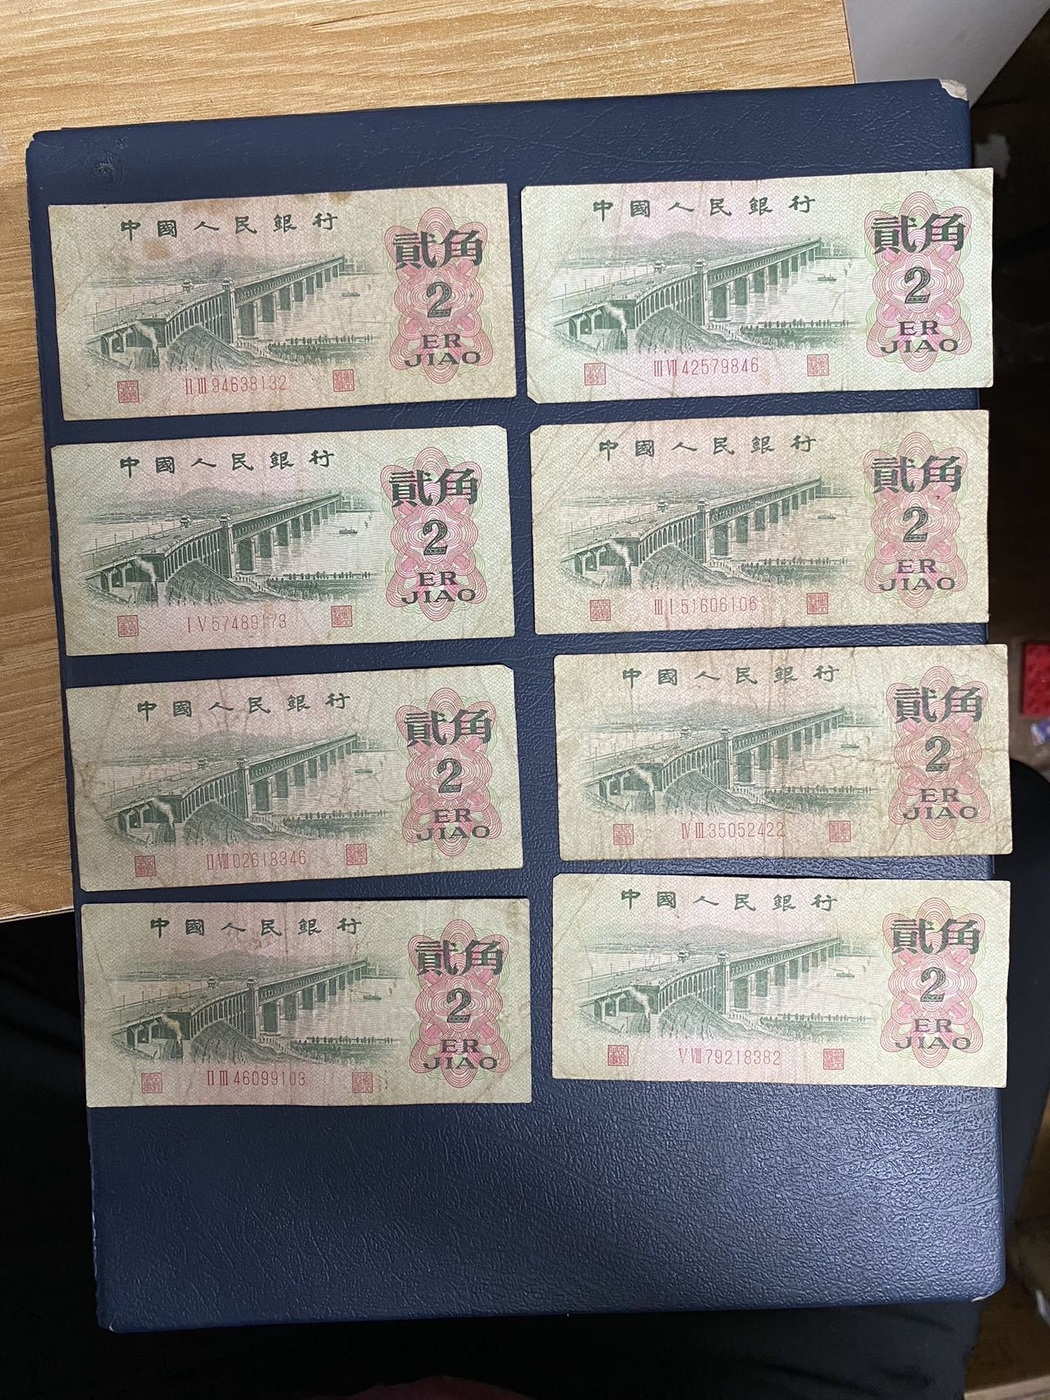 中國人民銀行
貳角
2
ER
JIAO
II III 94638132
中國人民銀行
貳角
2
ER
JIAO
III VI 42579846
中國人民銀行
貳角
2
ER
JIAO
I V 57489173
中國人民銀行
貳角
2
ER
JIAO
III I 51606106
中國人民銀行
貳角
2
ER
JIAO
02618346
中國人民銀行
貳角
2
ER
JIAO
IV III 35052422
中國人民銀行
貳角
2
ER
JIAO
II III 46099103
中國人民銀行
貳角
2
ER
JIAO
V VIII 79218382